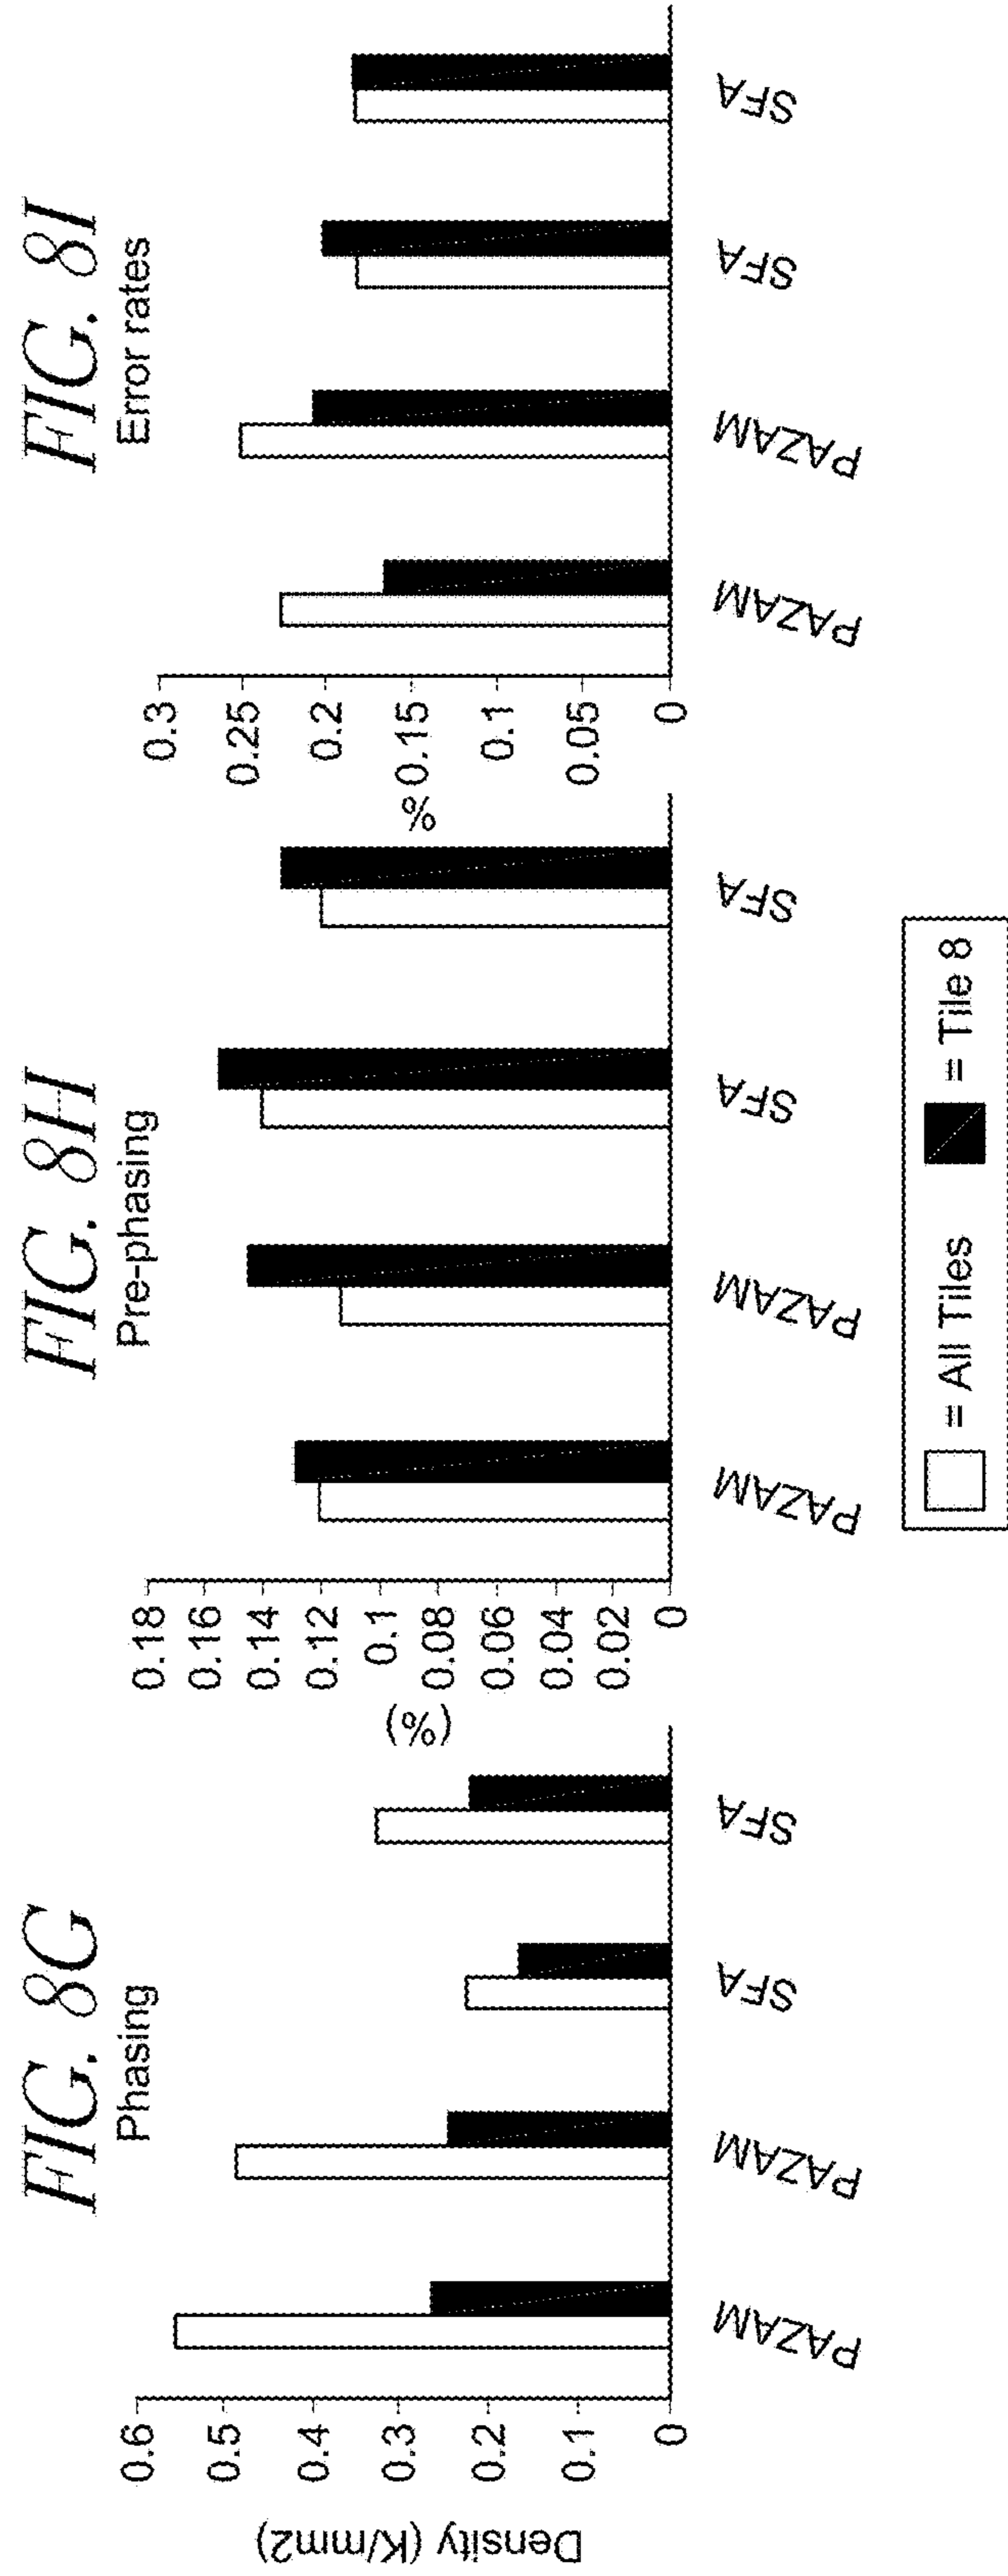 FIG. 8G
Phasing
Density (K/mm2)
0.6
0.5
0.4
0.3
0.2
0.1
0
PAZAM
PAZAM
SFA
SFA
FIG. 8H
Pre-phasing
(%)
0.18
0.16
0.14
0.12
0.1
0.08
0.06
0.04
0.02
0
PAZAM
PAZAM
SFA
SFA
FIG. 8I
Error rates
%
0.3
0.25
0.2
0.15
0.1
0.05
0
PAZAM
PAZAM
SFA
SFA
= All Tiles = Tile 8